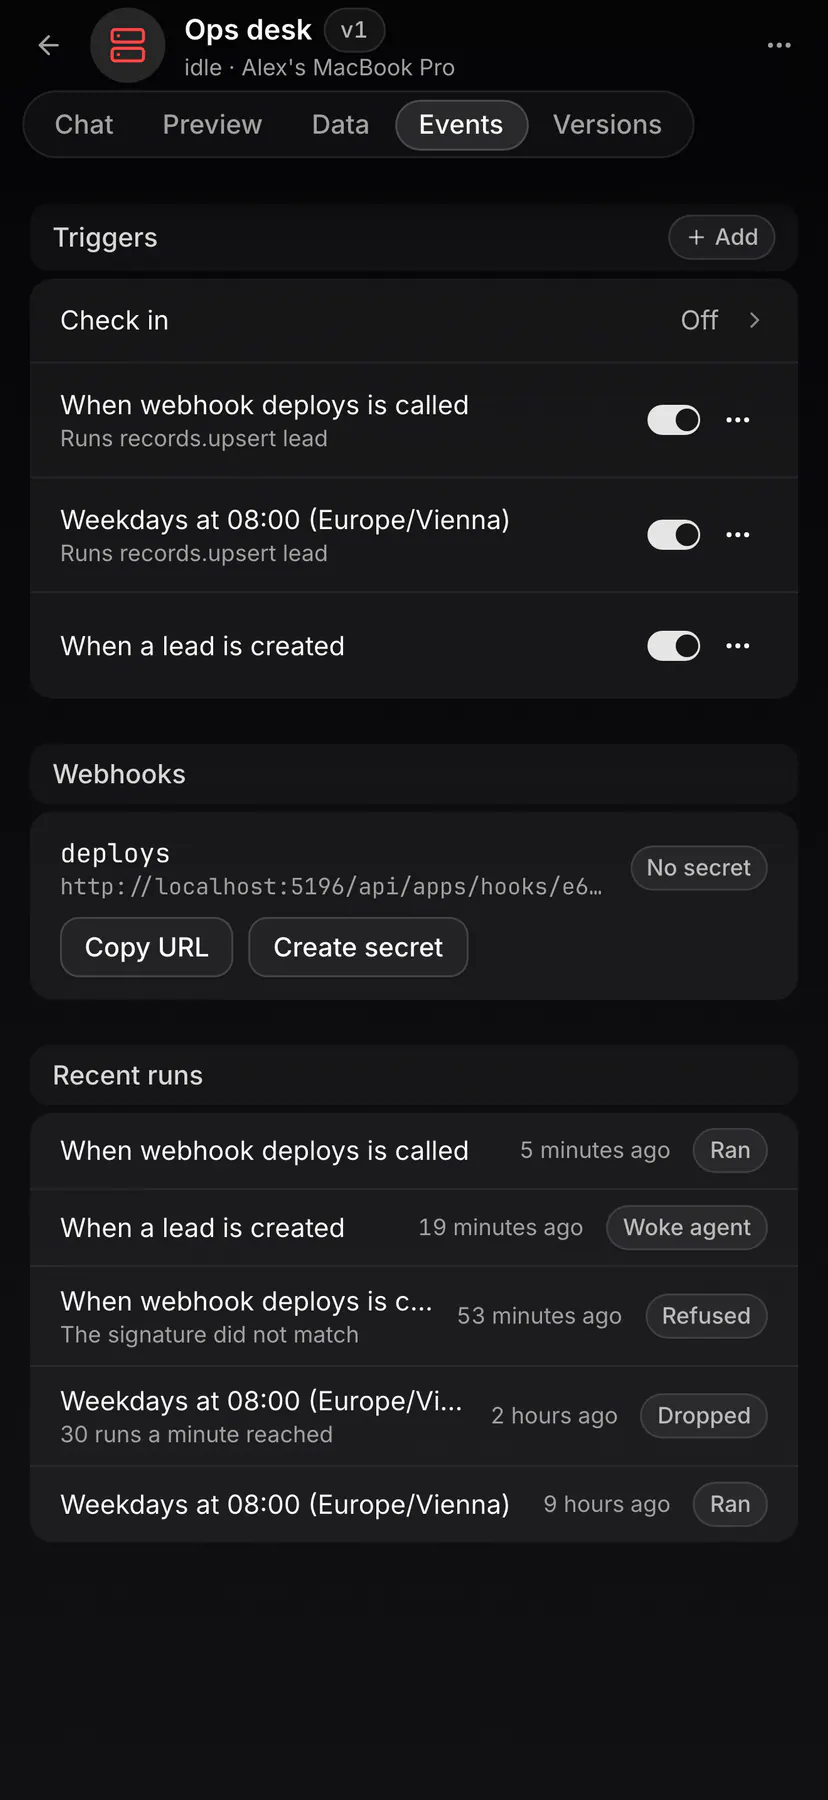 Ops desk v1
idle · Alex's MacBook Pro
Chat Preview Data Events Versions
Triggers
+ Add
Check in
Off
When webhook deploys is called
Runs records.upsert lead
Weekdays at 08:00 (Europe/Vienna)
Runs records.upsert lead
When a lead is created
Webhooks
deploys
http://localhost:5196/api/apps/hooks/e6…
No secret
Copy URL
Create secret
Recent runs
When webhook deploys is called 5 minutes ago Ran
When a lead is created 19 minutes ago Woke agent
When webhook deploys is c… 53 minutes ago Refused
The signature did not match
Weekdays at 08:00 (Europe/Vi… 2 hours ago Dropped
30 runs a minute reached
Weekdays at 08:00 (Europe/Vienna) 9 hours ago Ran